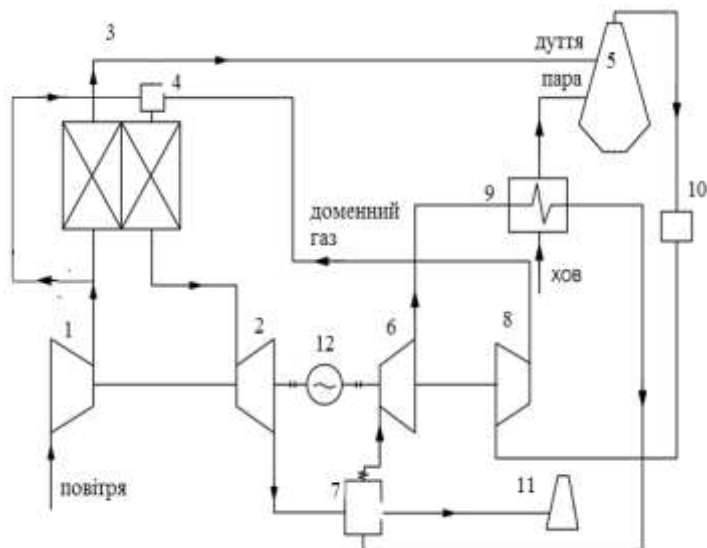 3
4
дуття
5
пара
10
9
доменний
газ
хов
1
2
12
6
8
повітря
7
11